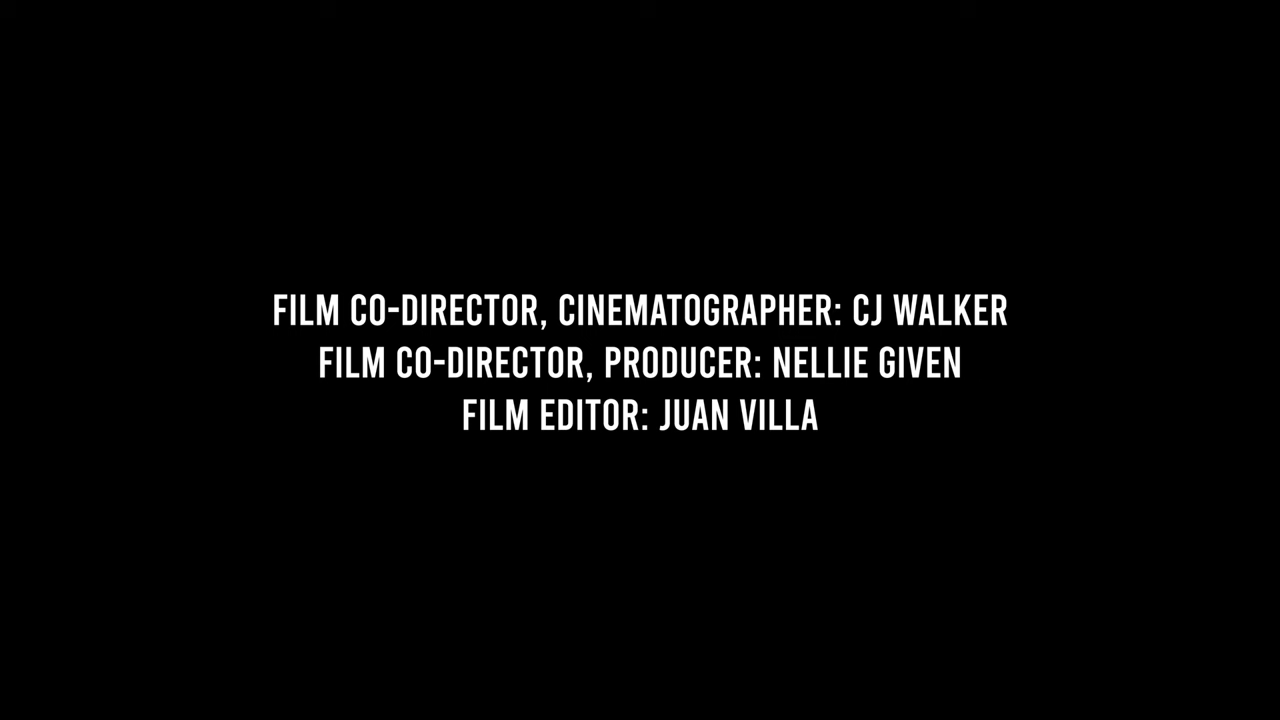 FILM CO-DIRECTOR, CINEMATOGRAPHER: CJ WALKER
FILM CO-DIRECTOR, PRODUCER: NELLIE GIVEN
FILM EDITOR: JUAN VILLA